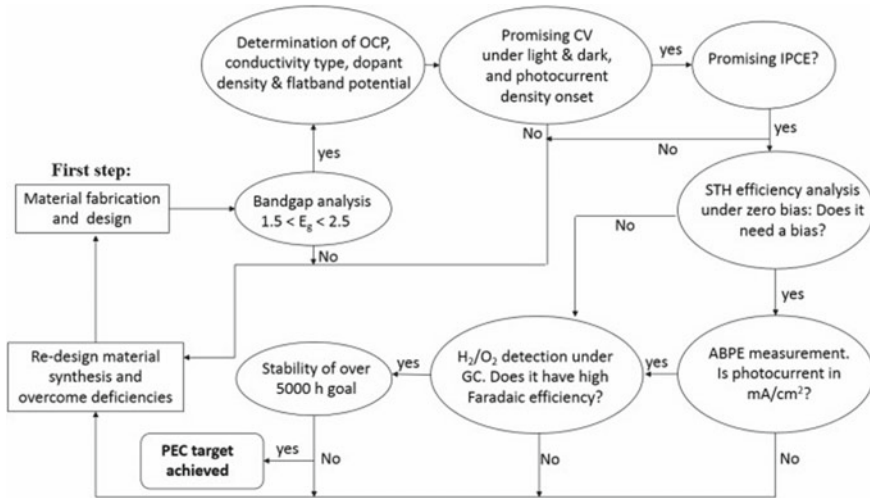 Determination of OCP,
conductivity type, dopant
density & flatband potential
Promising CV
under light & dark,
and photocurrent
density onset
yes
Promising IPCE?
yes
No
No
yes
First step:
Material fabrication
and design
Bandgap analysis
1.5 < Eg < 2.5
No
STH efficiency analysis
under zero bias: Does it
need a bias?
No
yes
Re-design material
synthesis and
overcome deficiencies
Stability of over
5000 h goal
yes
H2/O2 detection under
GC. Does it have high
Faradaic efficiency?
yes
ABPE measurement.
Is photocurrent in
mA/cm²?
PEC target
achieved
yes
No
No
No